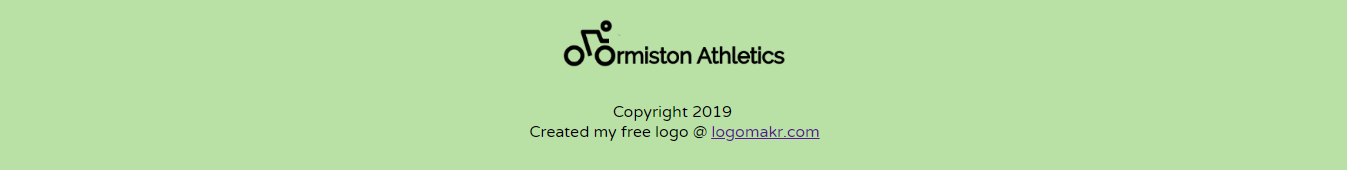 Ormiston Athletics
Copyright 2019
Created my free logo @ logomakr.com